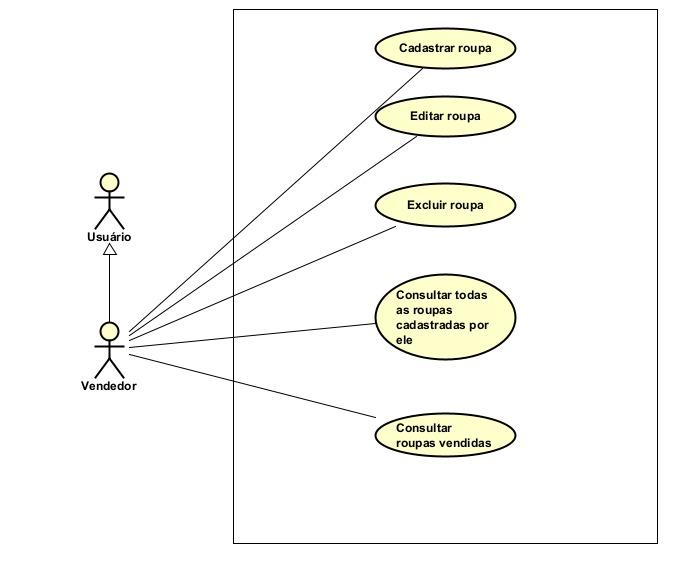 Cadastrar roupa
Editar roupa
Usuário
Excluir roupa
Consultar todas
as roupas
cadastradas por
ele
Vendedor
Consultar
roupas vendidas